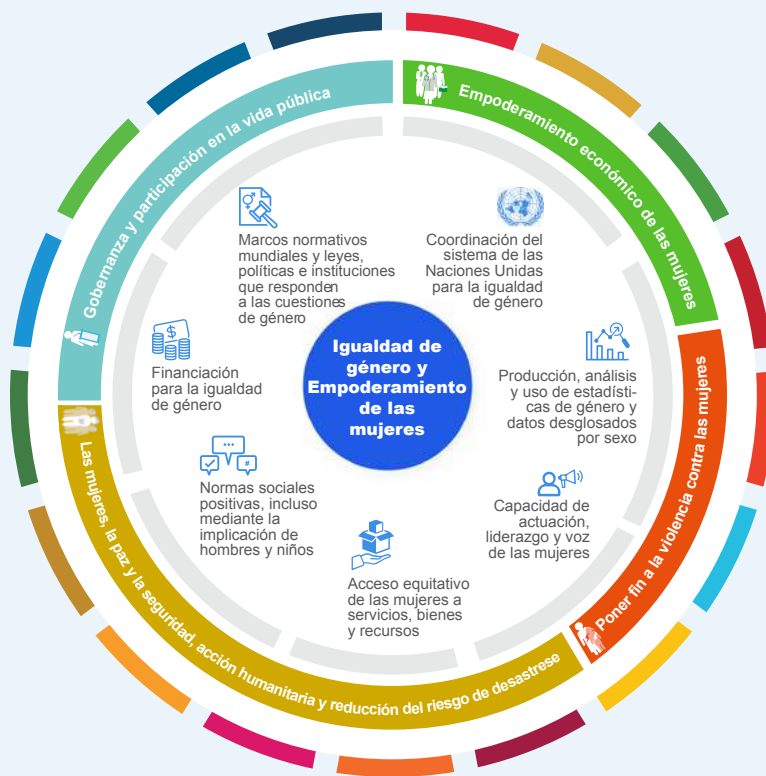 Gobernanza y participación en la vida pública
Empoderamiento económico de las mujeres
Poner fin a la violencia contra las mujeres
Las mujeres, la paz y la seguridad, acción humanitaria y reducción del riesgo de desastrese
Marcos normativos
mundiales y leyes,
políticas e instituciones
que responden
a las cuestiones
de género
Coordinación del
sistema de las
Naciones Unidas
para la igualdad
de género
Financiación
para la igualdad
de género
Igualdad de
género y
Empoderamiento
de las
mujeres
Producción, análisis
y uso de estadísti-
cas de género y
datos desglosados
por sexo
Normas sociales
positivas, incluso
mediante la
implicación de
hombres y niños
Capacidad de
actuación,
liderazgo y voz
de las mujeres
Acceso equitativo
de las mujeres a
servicios, bienes
y recursos